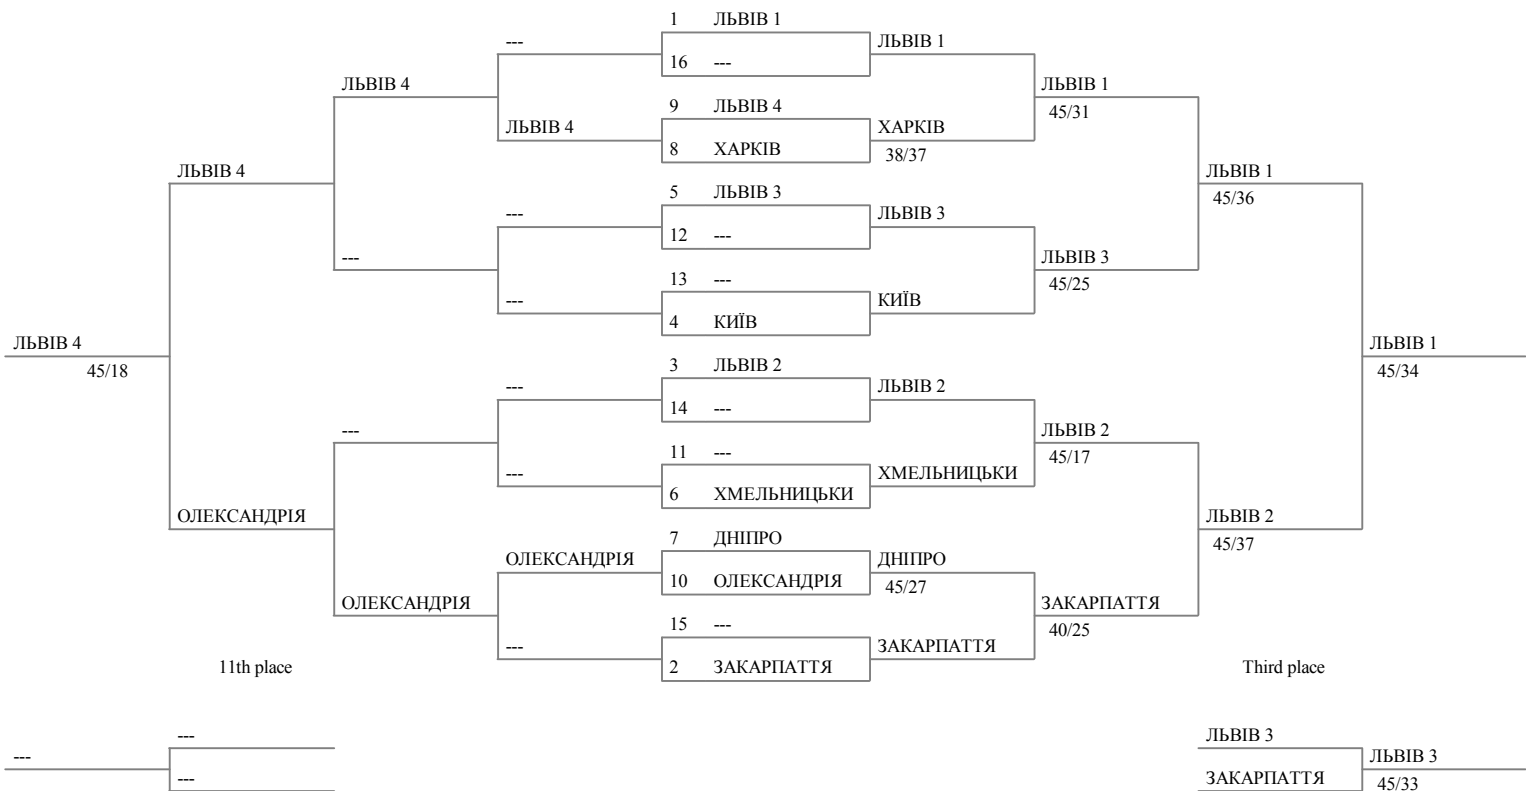 1 ЛЬВІВ 1
--- ЛЬВІВ 1
16 ---
ЛЬВІВ 4 ЛЬВІВ 1
9 ЛЬВІВ 4 45/31
ЛЬВІВ 4 ХАРКІВ
8 ХАРКІВ 38/37
ЛЬВІВ 4 ЛЬВІВ 1
5 ЛЬВІВ 3 45/36
--- ЛЬВІВ 3
12 ---
--- ЛЬВІВ 3
13 --- 45/25
--- КИЇВ
4 КИЇВ
ЛЬВІВ 4 ЛЬВІВ 1
45/18 3 ЛЬВІВ 2 45/34
--- ЛЬВІВ 2
14 ---
--- ЛЬВІВ 2
11 --- 45/17
--- ХМЕЛЬНИЦЬКИ
6 ХМЕЛЬНИЦЬКИ
ОЛЕКСАНДРІЯ ЛЬВІВ 2
7 ДНІПРО 45/37
ОЛЕКСАНДРІЯ ДНІПРО
10 ОЛЕКСАНДРІЯ 45/27
ОЛЕКСАНДРІЯ ЗАКАРПАТТЯ
15 --- 40/25
--- ЗАКАРПАТТЯ
11th place 2 ЗАКАРПАТТЯ Third place
--- ЛЬВІВ 3
--- ЛЬВІВ 3
--- ЗАКАРПАТТЯ 45/33